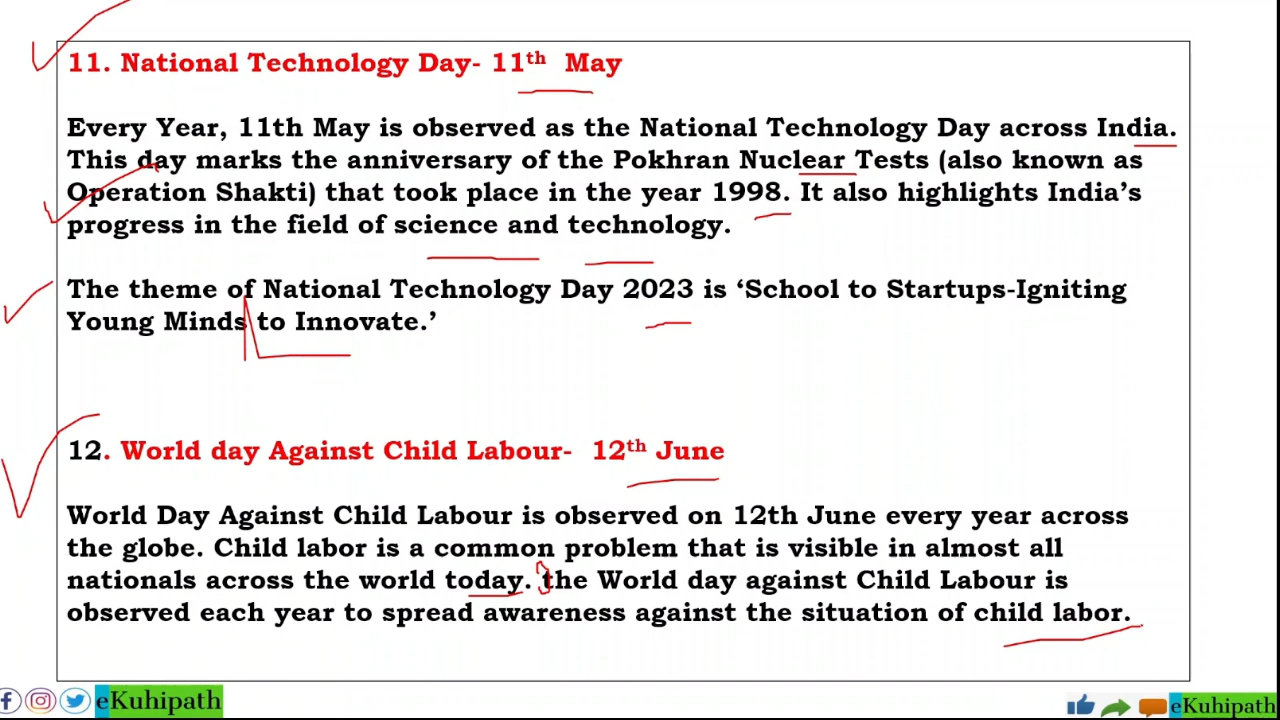 11. National Technology Day- 11th May
Every Year, 11th May is observed as the National Technology Day across India.
This day marks the anniversary of the Pokhran Nuclear Tests (also known as
Operation Shakti) that took place in the year 1998. It also highlights India’s
progress in the field of science and technology.
The theme of National Technology Day 2023 is ‘School to Startups-Igniting
Young Minds to Innovate.’
12. World day Against Child Labour- 12th June
World Day Against Child Labour is observed on 12th June every year across
the globe. Child labor is a common problem that is visible in almost all
nationals across the world today. the World day against Child Labour is
observed each year to spread awareness against the situation of child labor.
eKuhipath
eKuhipath